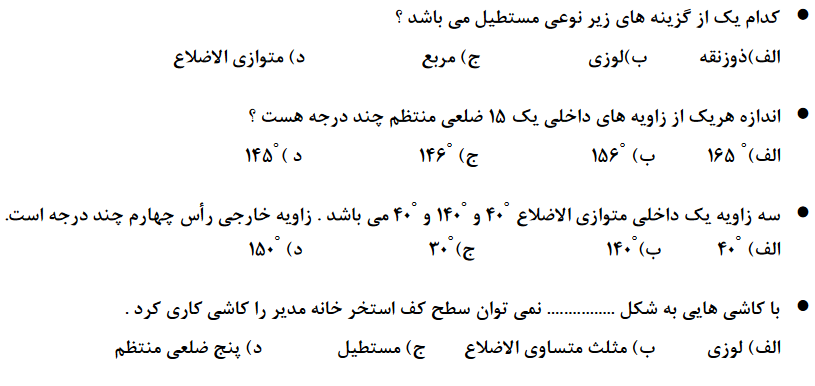 ● کدام یک از گزینه های زیر نوعی مستطیل می باشد ؟
الف)ذوزنقه ب)لوزی ج) مربع د) متوازی الاضلاع
● اندازه هریک از زاویه های داخلی یک ۱۵ ضلعی منتظم چند درجه هست ؟
الف) ۱۶۵° ب) ۱۵۶° ج) ۱۴۶° د ) ۱۴۵°
● سه زاویه یک داخلی متوازی الاضلاع ۴۰° و ۱۴۰° و ۴۰° می باشد . زاویه خارجی رأس چهارم چند درجه است.
الف) ۴۰° ب)۱۴۰° ج)۳۰° د) ۱۵۰°
● با کاشی هایی به شکل ................ نمی توان سطح کف استخر خانه مدیر را کاشی کاری کرد .
الف) لوزی ب) مثلث متساوی الاضلاع ج) مستطیل د) پنج ضلعی منتظم